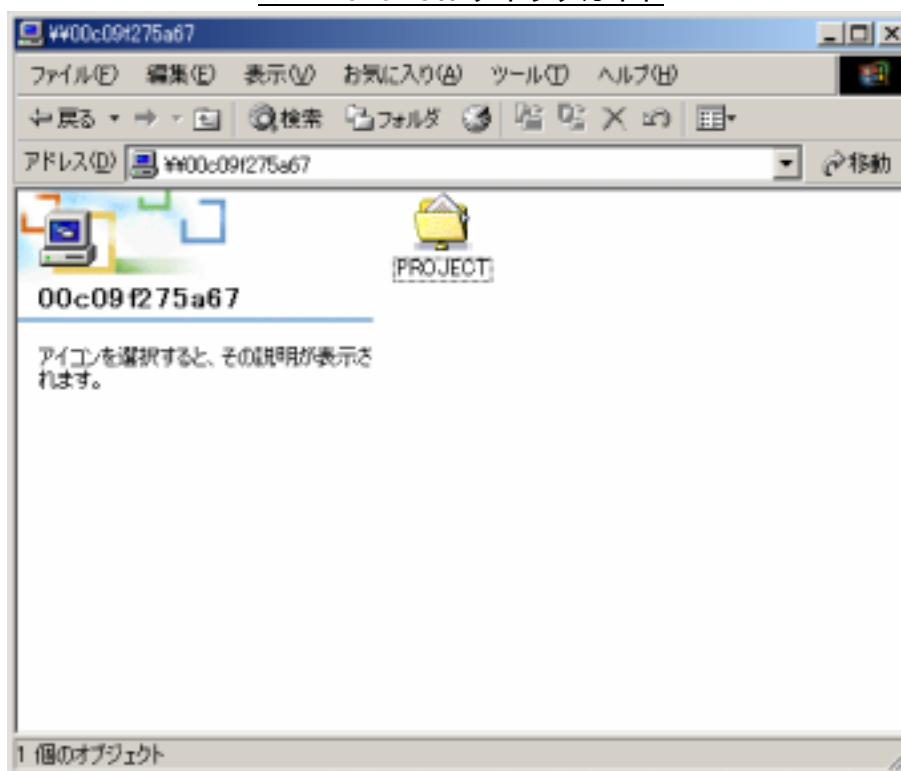 ¥¥00c09f275a67
ファイル(F) 編集(E) 表示(V) お気に入り(A) ツール(T) ヘルプ(H)
戻る 検索 フォルダ
アドレス(D) ¥¥00c09f275a67 移動
PROJECT
00c09f275a67
アイコンを選択すると、その説明が表示さ
れます。
1 個のオブジェクト